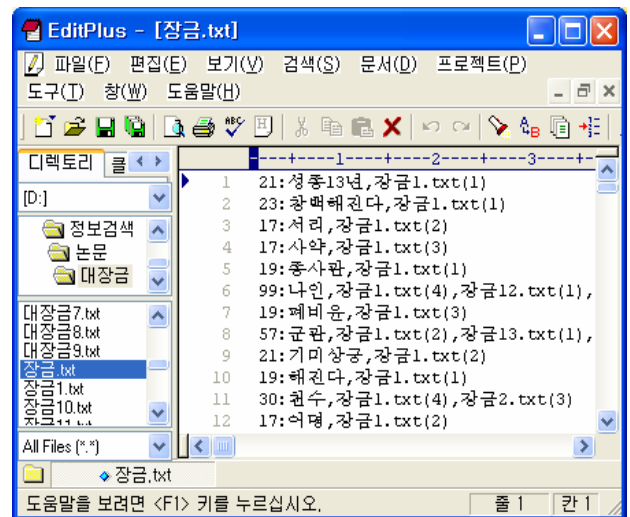 EditPlus - [장금.txt]
파일(F) 편집(E) 보기(V) 검색(S) 문서(D) 프로젝트(P)
도구(T) 창(W) 도움말(H)
디렉토리 클
----+----1----+----2----+----3----+-
[D:]
정보검색
논문
대장금
대장금7.txt
대장금8.txt
대장금9.txt
장금.txt
장금1.txt
장금10.txt
장금11.txt
All Files (*.*)
1 21:성종13년,장금1.txt(1)
2 23:창백해진다,장금1.txt(1)
3 17:서리,장금1.txt(2)
4 17:사약,장금1.txt(3)
5 19:종사관,장금1.txt(1)
6 99:나인,장금1.txt(4),장금12.txt(1),
7 19:폐비윤,장금1.txt(3)
8 57:군관,장금1.txt(2),장금13.txt(1),
9 21:기미상궁,장금1.txt(2)
10 19:해진다,장금1.txt(1)
11 30:권수,장금1.txt(4),장금2.txt(3)
12 17:어명,장금1.txt(2)
장금.txt
도움말을 보려면 <F1> 키를 누르십시오. 줄 1 칸 1